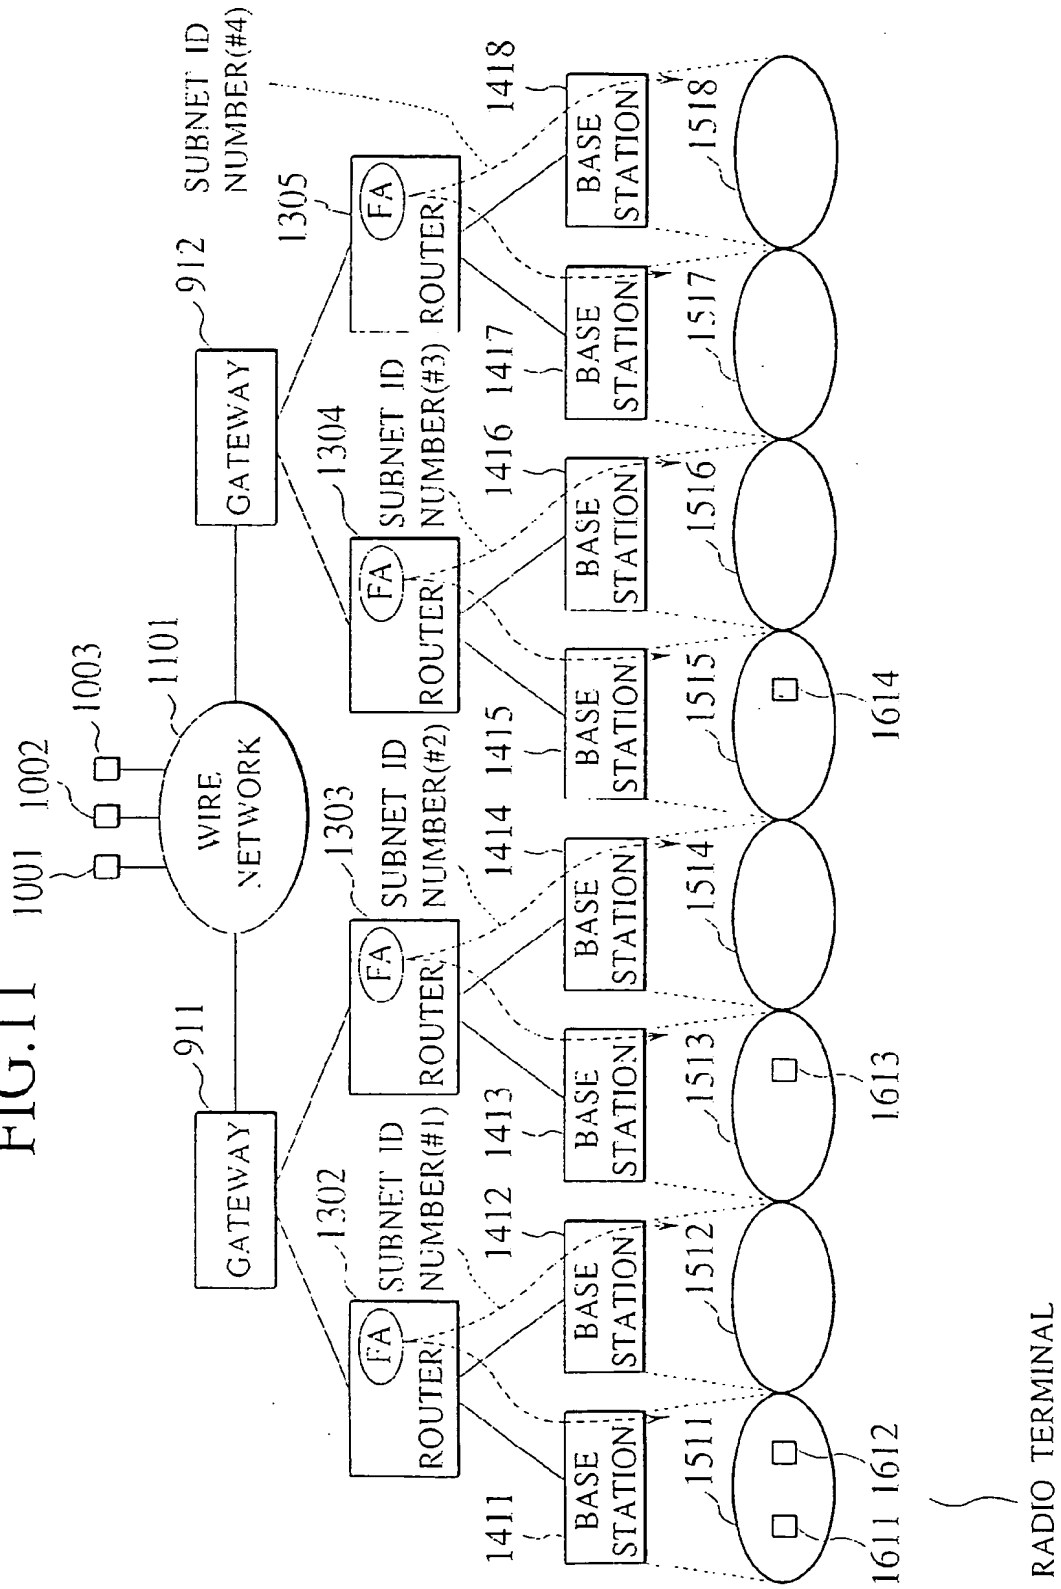 FIG.11
1001
1002
1003
1101
WIRE
NETWORK
911
GATEWAY
912
GATEWAY
1302
FA
ROUTER
SUBNET ID
NUMBER(#1)
1303
FA
ROUTER
SUBNET ID
NUMBER(#2)
1304
FA
ROUTER
SUBNET ID
NUMBER(#3)
1305
FA
ROUTER
SUBNET ID
NUMBER(#4)
1411
BASE
STATION
1412
BASE
STATION
1413
BASE
STATION
1414
BASE
STATION
1415
BASE
STATION
1416
BASE
STATION
1417
BASE
STATION
1418
BASE
STATION
1511
1512
1513
1514
1515
1516
1517
1518
1611
1612
1613
1614
RADIO TERMINAL